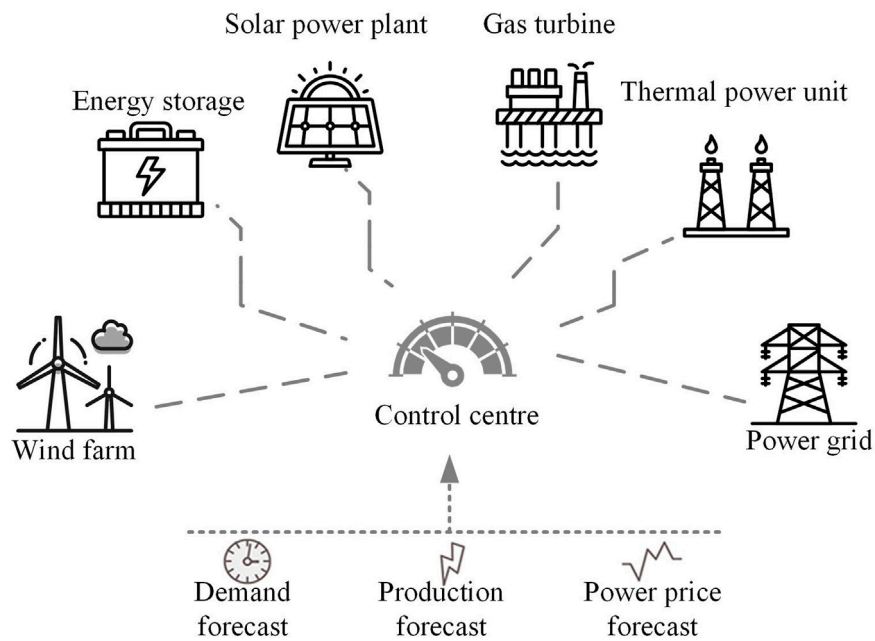 Solar power plant
Gas turbine
Energy storage
Thermal power unit
Wind farm
Control centre
Power grid
Demand
forecast
Production
forecast
Power price
forecast